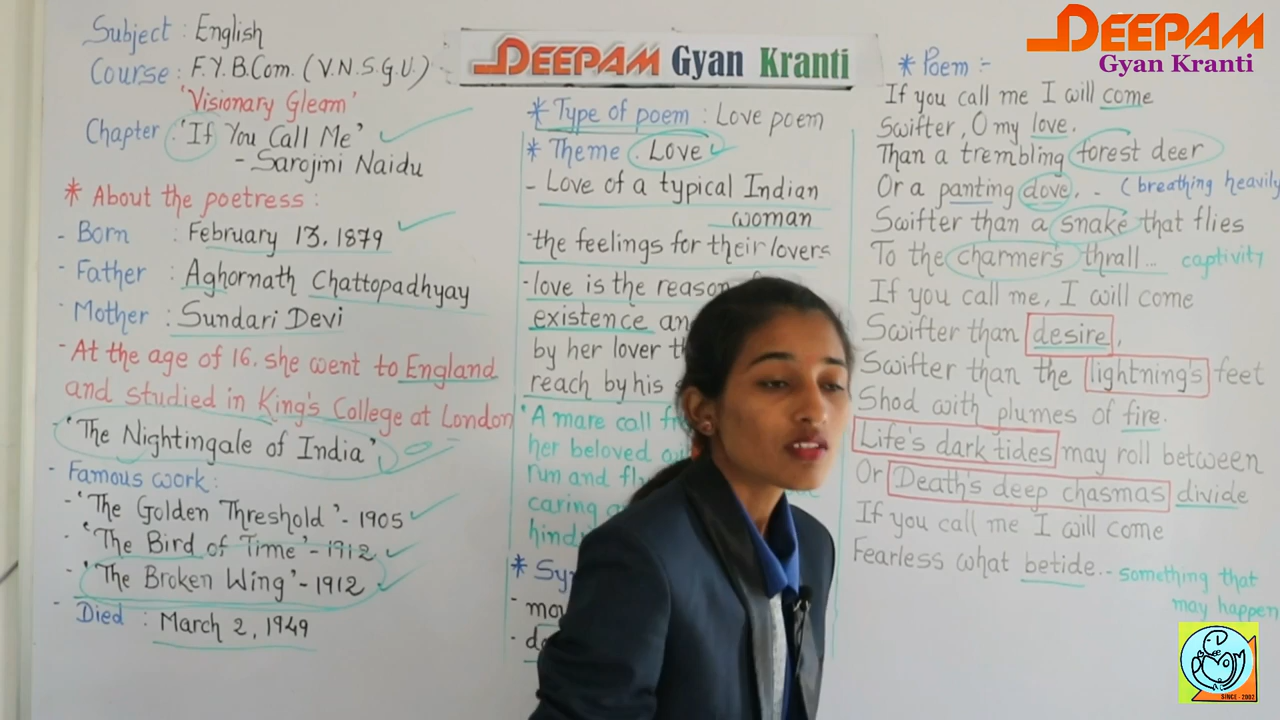 Subject : English
Course : F.Y.B.Com. (V.N.S.G.U)
'Visionary Gleam'
Chapter : 'If You Call Me'
- Sarojini Naidu
* About the poetress :
- Born : February 13, 1879
- Father : Aghornath Chattopadhyay
- Mother : Sundari Devi
- At the age of 16. she went to England
and studied in King's College at London
- 'The Nightingale of India'
- Famous work :
- 'The Golden Threshold' - 1905
- 'The Bird of Time' - 1912
- 'The Broken Wing' - 1912
- Died : March 2, 1949
DEEPAM Gyan Kranti
* Type of poem : Love poem
* Theme : Love
- Love of a typical Indian
woman
- the feelings for their lovers
- love is the reason
existence
by her lover
reach by his
'A mare call
her beloved
run and
caring
*
-
-
DEEPAM
Gyan Kranti
* Poem :-
If you call me I will come
Swifter, O my love.
Than a trembling forest deer
Or a panting dove. - (breathing heavily
Swifter than a snake that flies
To the charmer's thrall... captivity
If you call me, I will come
Swifter than desire,
Swifter than the lightning's feet
Shod with plumes of fire.
Life's dark tides may roll between
Or Death's deep chasmas divide
If you call me I will come
Fearless what betide.. - something that
may happen
DEEPAM
SINCE - 2002